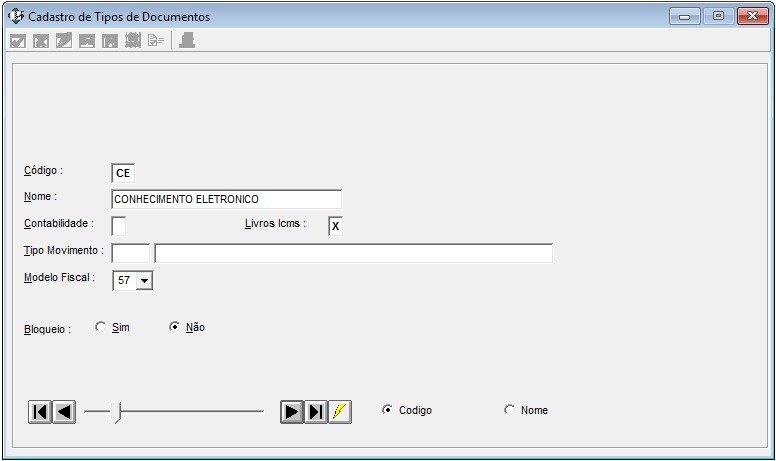 Cadastro de Tipos de Documentos
Código : CE
Nome : CONHECIMENTO ELETRONICO
Contabilidade : Livros Icms : X
Tipo Movimento :
Modelo Fiscal : 57
Bloqueio : Sim Não
Codigo Nome